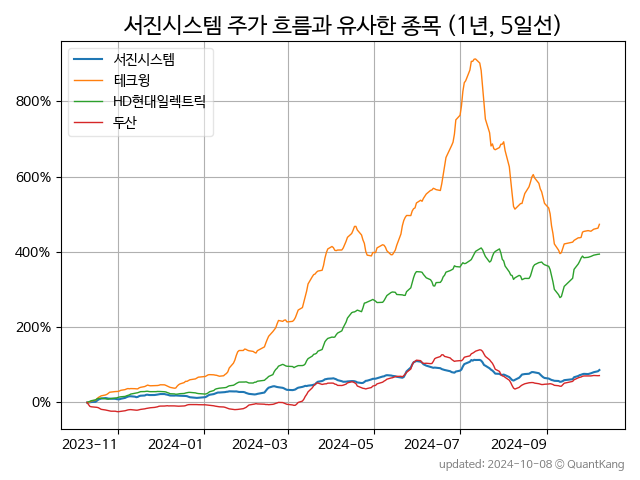 서진시스템 주가 흐름과 유사한 종목 (1년, 5일선)
서진시스템
테크윙
HD현대일렉트릭
두산
800%
600%
400%
200%
0%
2023-11 2024-01 2024-03 2024-05 2024-07 2024-09
updated: 2024-10-08 © QuantKang